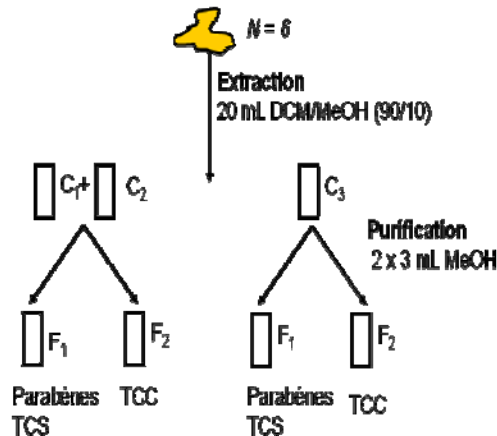 N = 6
Extraction
20 mL DCM/MeOH (90/10)
C1+ C2
C3
Purification
2 x 3 mL MeOH
F1 F2 F1 F2
Parabènes TCC Parabènes TCC
TCS TCS